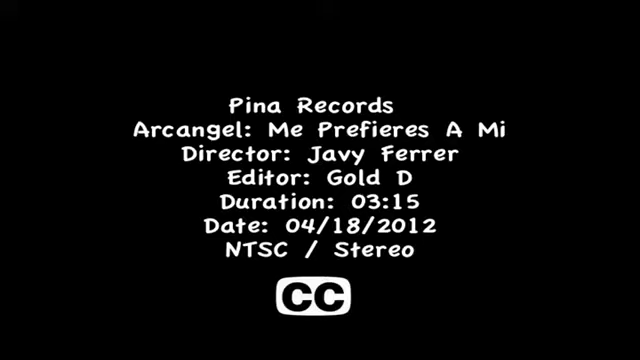 Pina Records
Arcangel: Me Prefieres A Mi
Director: Javy Ferrer
Editor: Gold D
Duration: 03:15
Date: 04/18/2012
NTSC / Stereo
CC